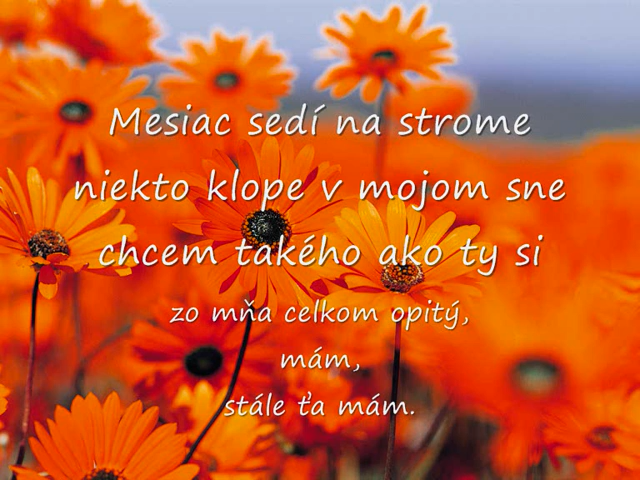 Mesiac sedí na strome
niekto klope v mojom sne
chcem takého ako ty si
zo mňa celkom opitý,
mám,
stále ťa mám.